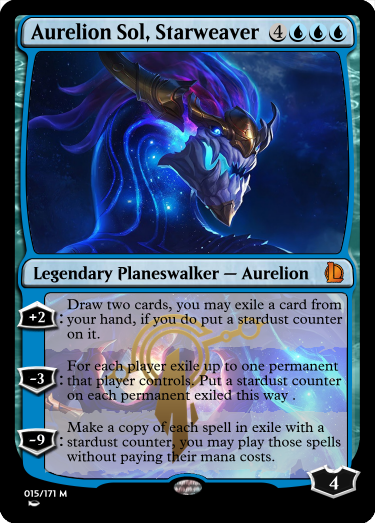 Aurelion Sol, Starweaver 4
Legendary Planeswalker — Aurelion
+2: Draw two cards, you may exile a card from
your hand, if you do put a stardust counter
on it.
-3: For each player exile up to one permanent
that player controls. Put a stardust counter
on each permanent exiled this way .
-9: Make a copy of each spell in exile with a
stardust counter, you may play those spells
without paying their mana costs.
4
015/171 M